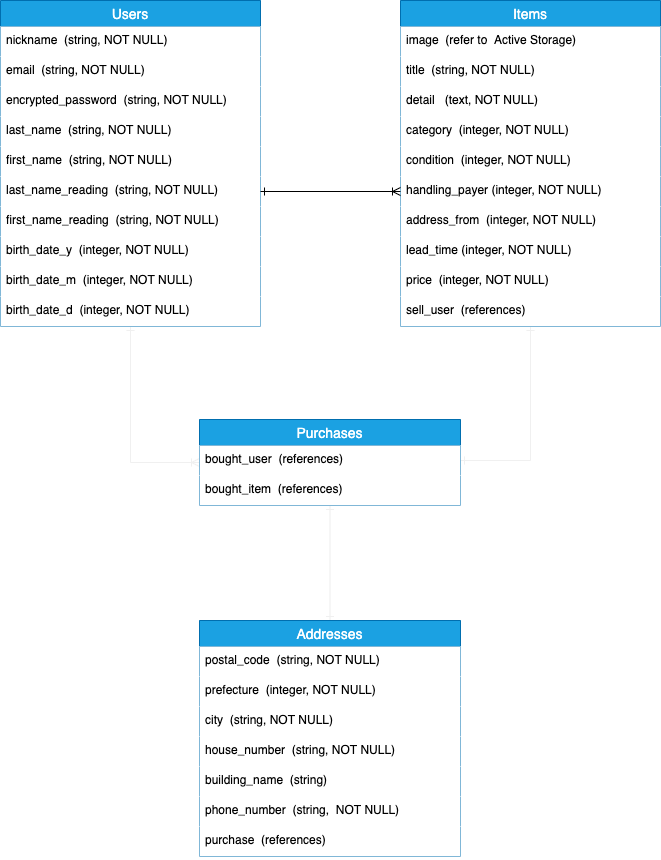 Users
nickname (string, NOT NULL)
email (string, NOT NULL)
encrypted_password (string, NOT NULL)
last_name (string, NOT NULL)
first_name (string, NOT NULL)
last_name_reading (string, NOT NULL)
first_name_reading (string, NOT NULL)
birth_date_y (integer, NOT NULL)
birth_date_m (integer, NOT NULL)
birth_date_d (integer, NOT NULL)
Items
image (refer to Active Storage)
title (string, NOT NULL)
detail (text, NOT NULL)
category (integer, NOT NULL)
condition (integer, NOT NULL)
handling_payer (integer, NOT NULL)
address_from (integer, NOT NULL)
lead_time (integer, NOT NULL)
price (integer, NOT NULL)
sell_user (references)
Purchases
bought_user (references)
bought_item (references)
Addresses
postal_code (string, NOT NULL)
prefecture (integer, NOT NULL)
city (string, NOT NULL)
house_number (string, NOT NULL)
building_name (string)
phone_number (string, NOT NULL)
purchase (references)